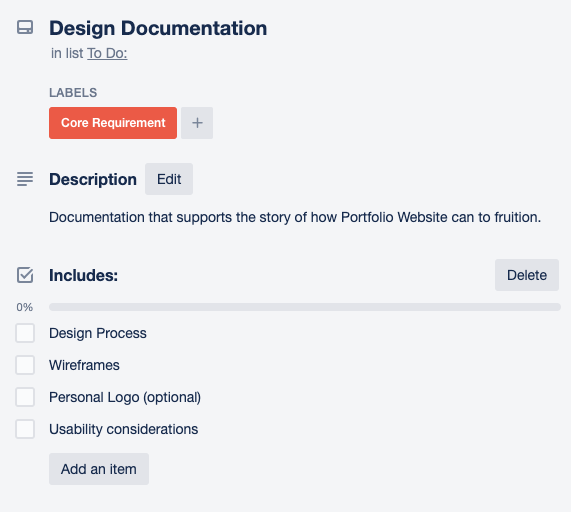 Design Documentation
in list To Do:
LABELS
Core Requirement +
Description Edit
Documentation that supports the story of how Portfolio Website can to fruition.
Includes: Delete
0%
Design Process
Wireframes
Personal Logo (optional)
Usability considerations
Add an item